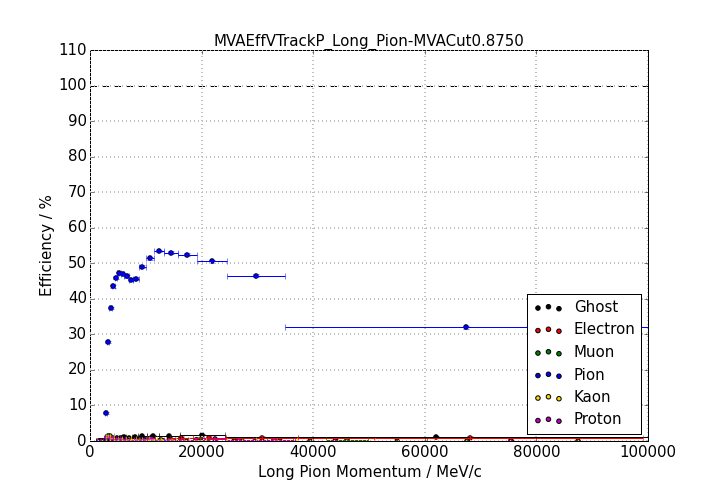 MVAEffVTrackP_Long_Pion-MVACut0.8750
110
100
90
80
70
60
50
40
30
20
10
0
Efficiency / %
Ghost
Electron
Muon
Pion
Kaon
Proton
0 20000 40000 60000 80000 100000
Long Pion Momentum / MeV/c